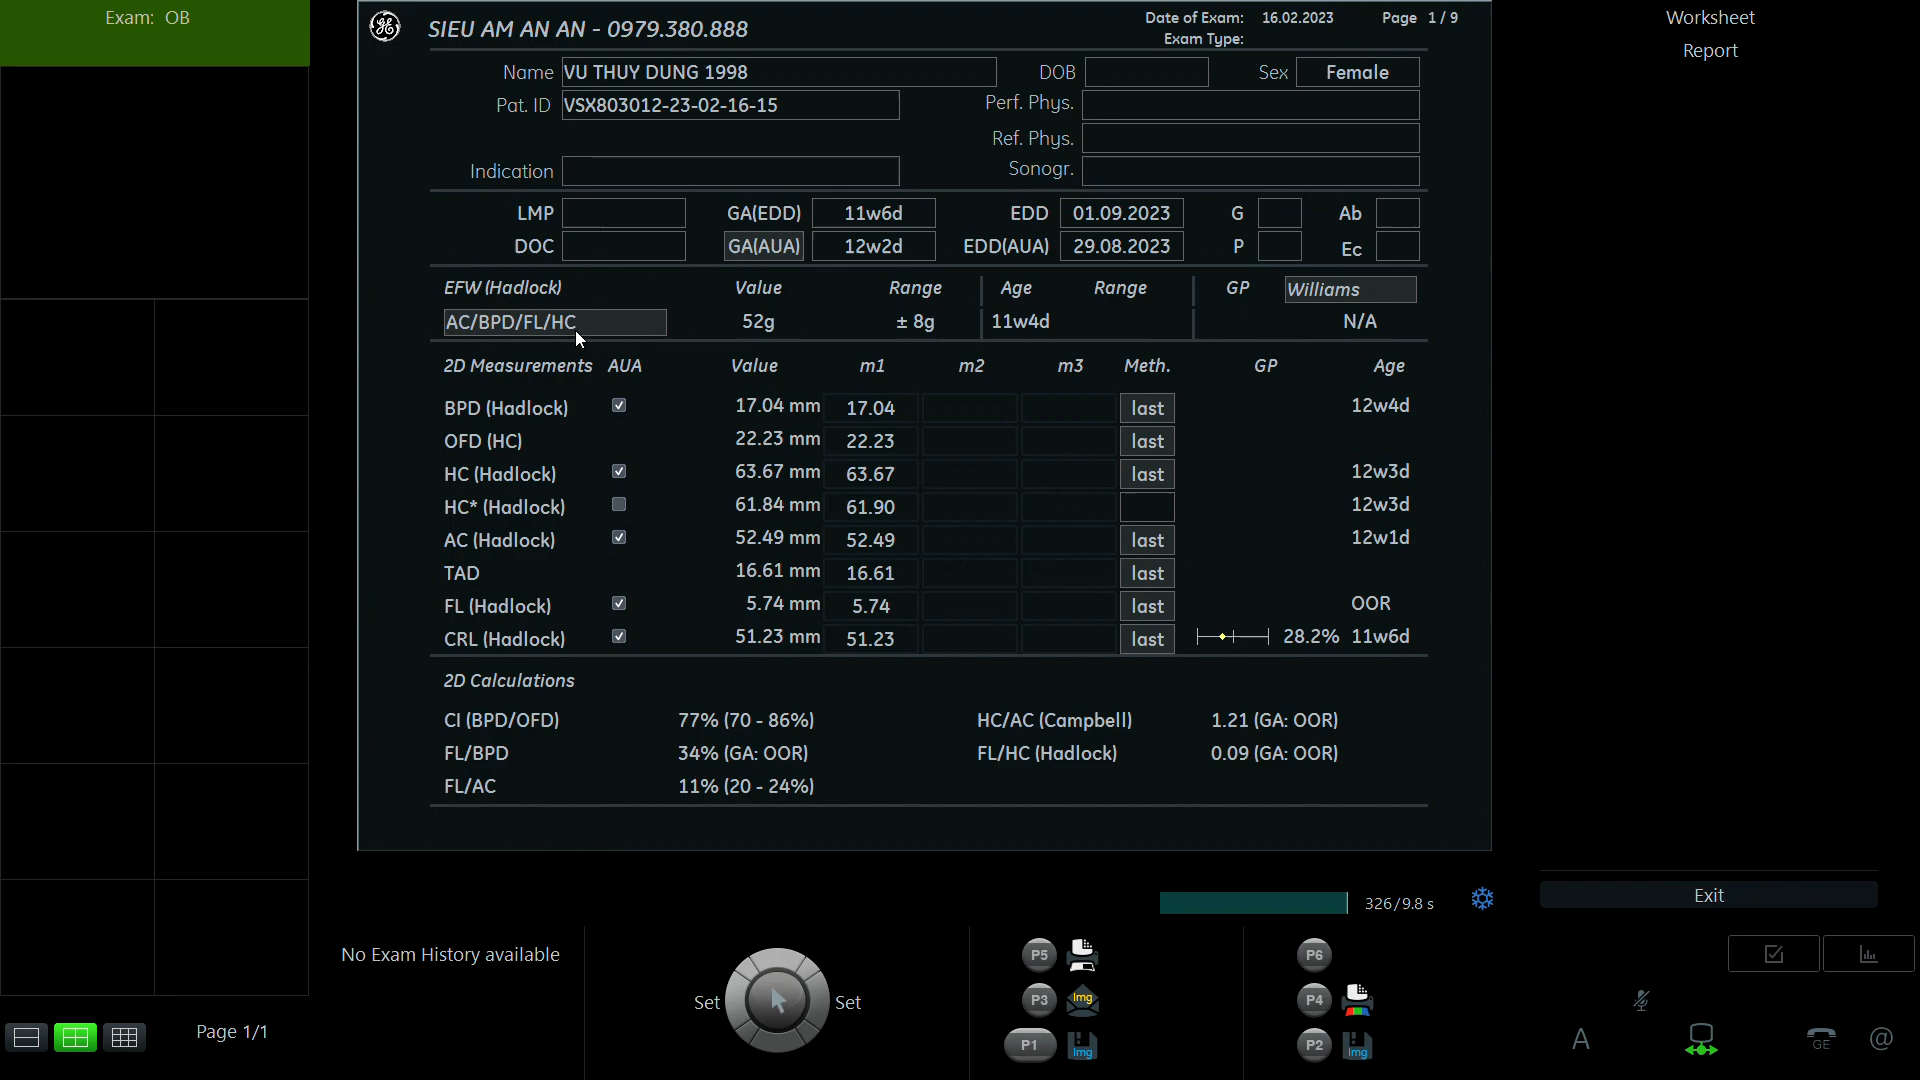 Exam: OB
SIEU AM AN AN - 0979.380.888
Date of Exam: 16.02.2023 Page 1 / 9
Exam Type:
Name VU THUY DUNG 1998 DOB Sex Female
Pat. ID VSX803012-23-02-16-15 Perf. Phys.
Ref. Phys.
Indication Sonogr.
LMP GA(EDD) 11w6d EDD 01.09.2023 G Ab
DOC GA(AUA) 12w2d EDD(AUA) 29.08.2023 P Ec
EFW (Hadlock) Value Range Age Range GP Williams
AC/BPD/FL/HC 52g ± 8g 11w4d N/A
2D Measurements AUA Value m1 m2 m3 Meth. GP Age
BPD (Hadlock) 17.04 mm 17.04 last 12w4d
OFD (HC) 22.23 mm 22.23 last
HC (Hadlock) 63.67 mm 63.67 last 12w3d
HC* (Hadlock) 61.84 mm 61.90 12w3d
AC (Hadlock) 52.49 mm 52.49 last 12w1d
TAD 16.61 mm 16.61 last
FL (Hadlock) 5.74 mm 5.74 last OOR
CRL (Hadlock) 51.23 mm 51.23 last 28.2% 11w6d
2D Calculations
CI (BPD/OFD) 77% (70 - 86%) HC/AC (Campbell) 1.21 (GA: OOR)
FL/BPD 34% (GA: OOR) FL/HC (Hadlock) 0.09 (GA: OOR)
FL/AC 11% (20 - 24%)
Worksheet
Report
326/9.8 s
Exit
No Exam History available
Set Set
P5 P6
P3 Img P4
P1 Img P2 Img
Page 1/1
A GE @